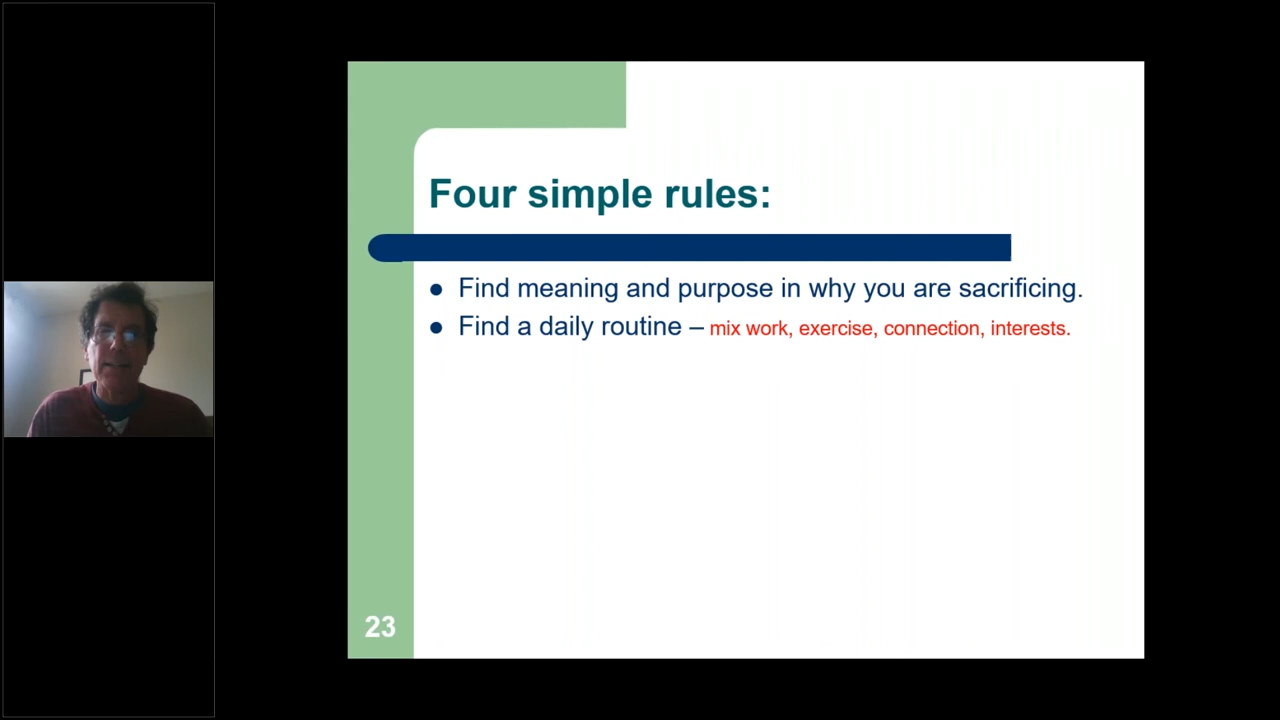 Four simple rules:
● Find meaning and purpose in why you are sacrificing.
● Find a daily routine – mix work, exercise, connection, interests.
23